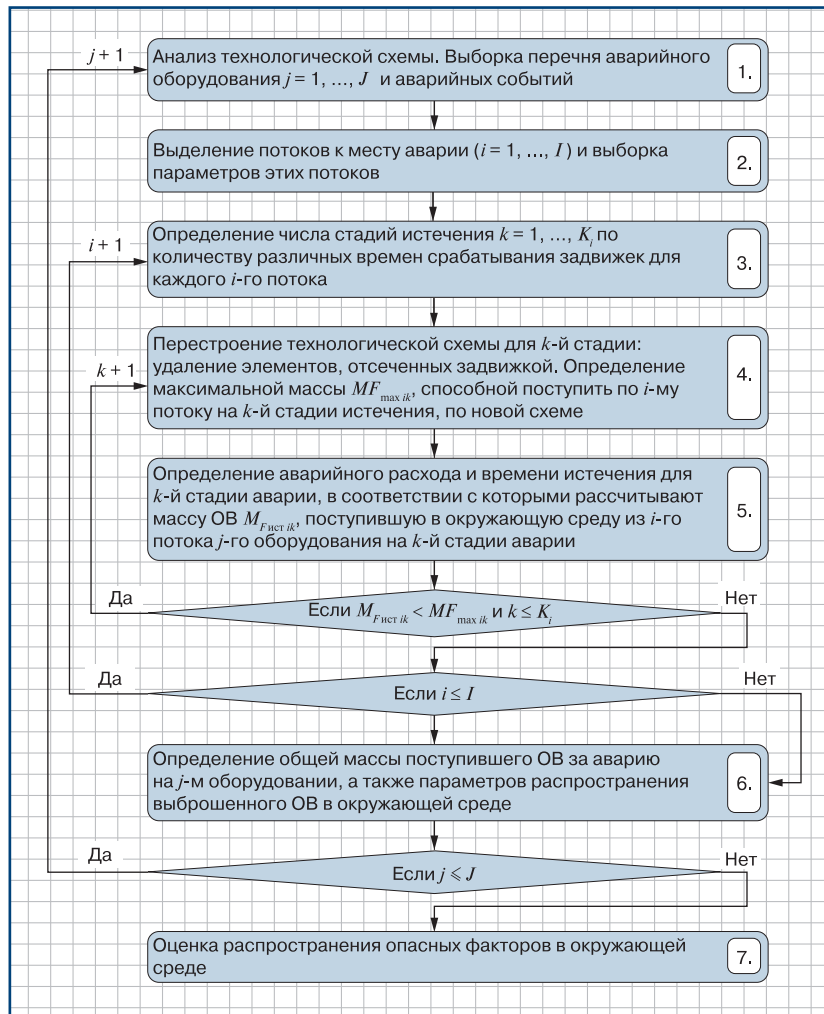 j + 1
Анализ технологической схемы. Выборка перечня аварийного
оборудования j = 1, ..., J и аварийных событий
1.
Выделение потоков к месту аварии (i = 1, ..., I ) и выборка
параметров этих потоков
2.
i + 1
Определение числа стадий истечения k = 1, ..., K_i по
количеству различных времен срабатывания задвижек для
каждого i-го потока
3.
k + 1
Перестроение технологической схемы для k-й стадии:
удаление элементов, отсеченных задвижкой. Определение
максимальной массы MF_max ik, способной поступить по i-му
потоку на k-й стадии истечения, по новой схеме
4.
Определение аварийного расхода и времени истечения для
k-й стадии аварии, в соответствии с которыми рассчитывают
массу ОВ M_Fист ik, поступившую в окружающую среду из i-го
потока j-го оборудования на k-й стадии аварии
5.
Да
Если M_Fист ik < MF_max ik и k ≤ K_i
Нет
Да
Если i ≤ I
Нет
Определение общей массы поступившего ОВ за аварию
на j-м оборудовании, а также параметров распространения
выброшенного ОВ в окружающей среде
6.
Да
Если j ⩽ J
Нет
Оценка распространения опасных факторов в окружающей
среде
7.